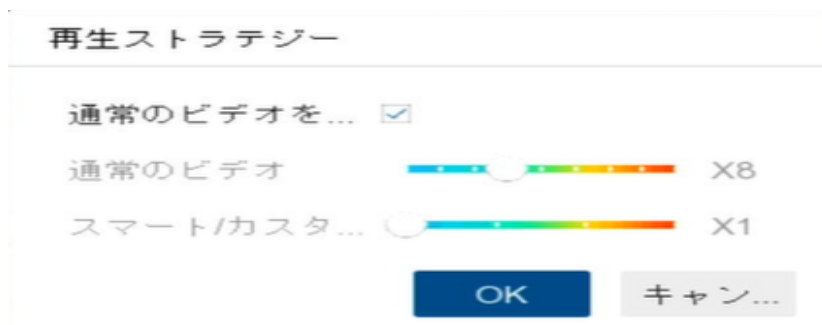 再生ストラテジー
通常のビデオを... ☑
通常のビデオ X8
スマート/カスタ... X1
OK キャン...